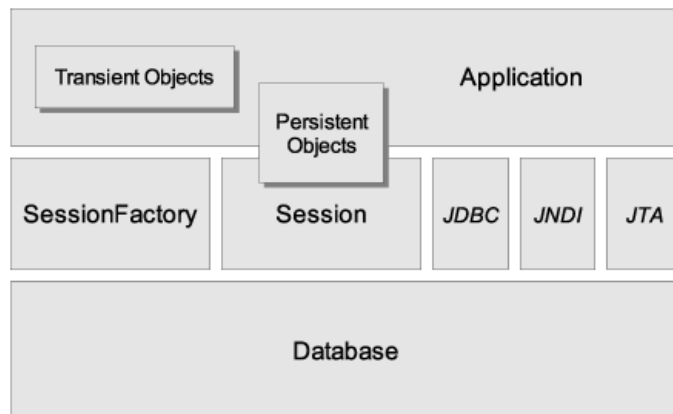 Transient Objects
Application
Persistent
Objects
SessionFactory
Session
JDBC
JNDI
JTA
Database